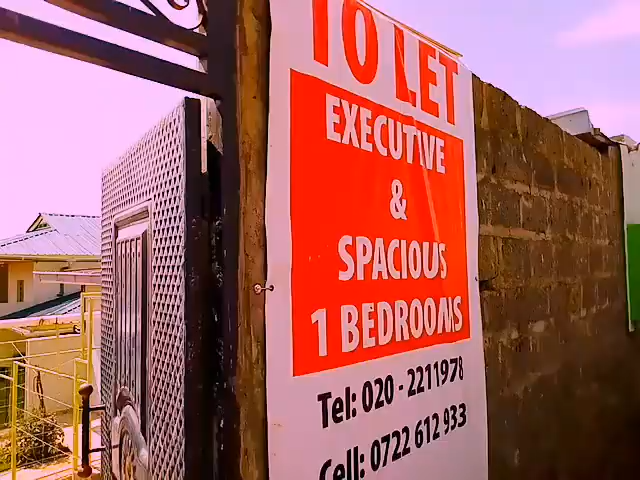 TO LET
EXECUTIVE
&
SPACIOUS
1 BEDROOMS
Tel: 020 - 2211978
Cell: 0722 612 933